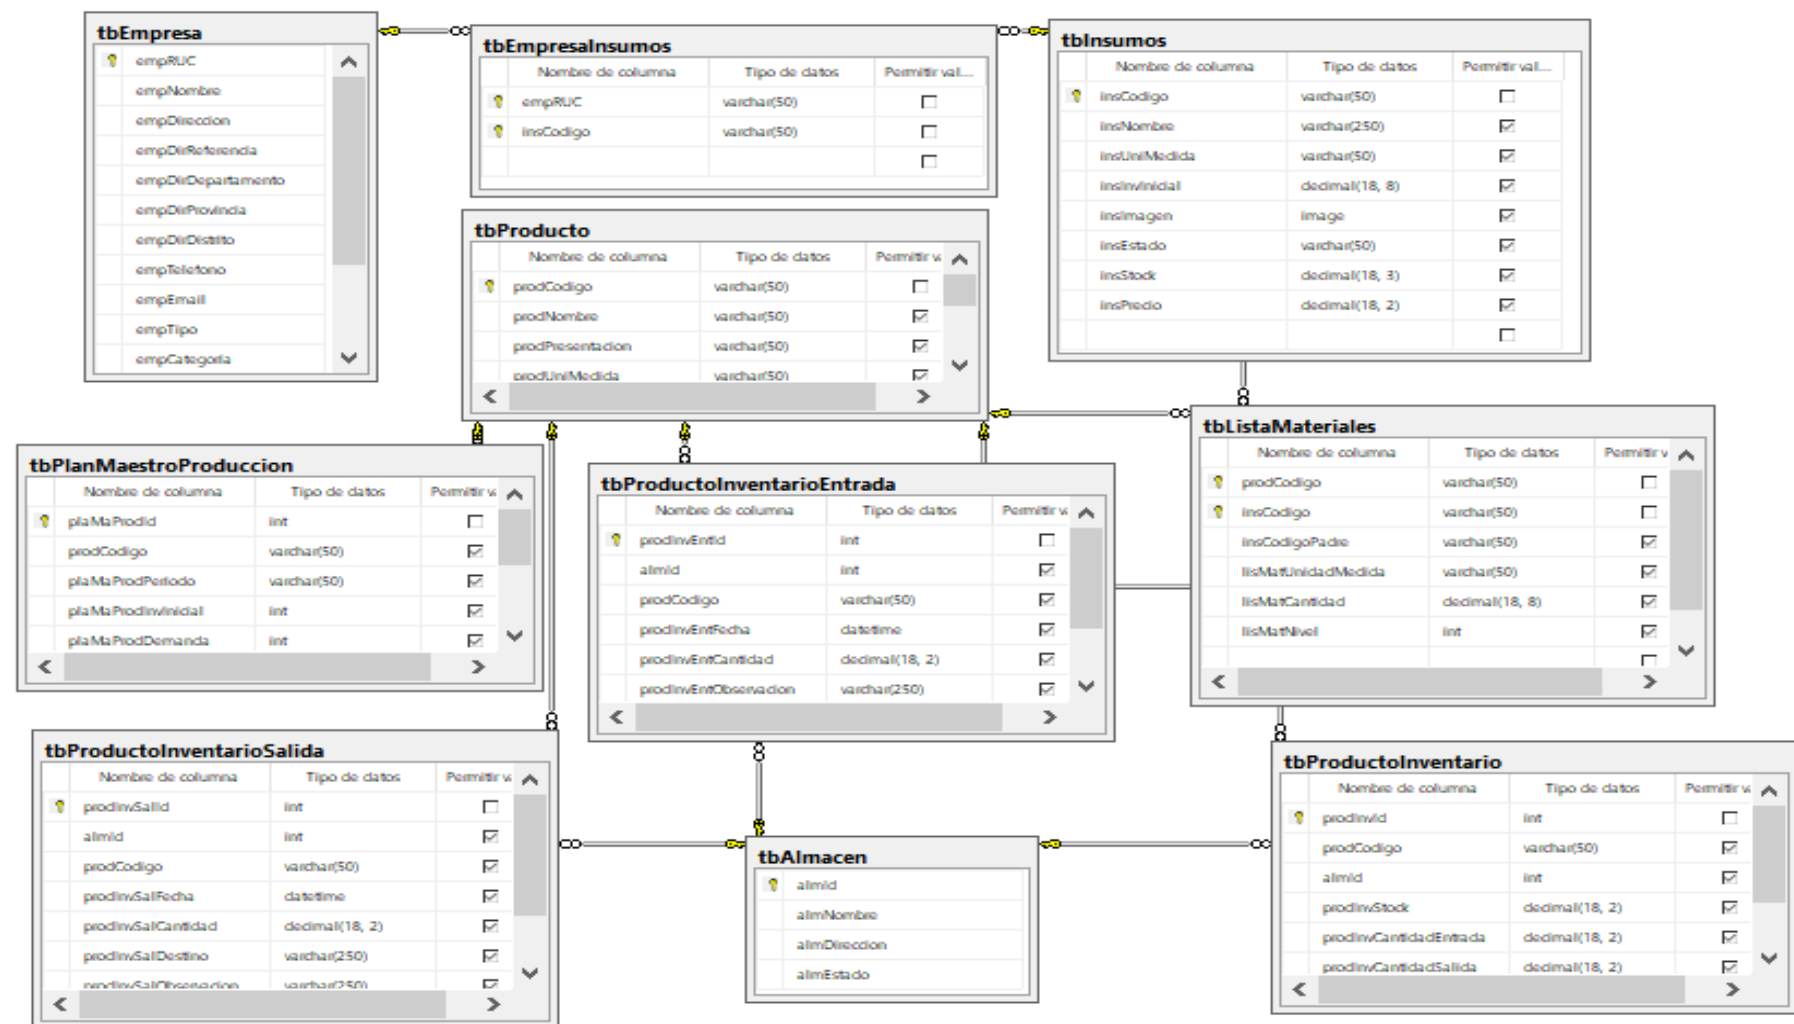 tbEmpresa
empRUC
empNombre
empDireccion
empDirReferencia
empDirDepartamento
empDirProvincia
empDirDistrito
empTelefono
empEmail
empTipo
empCategoria
tbEmpresaInsumos
Nombre de columna Tipo de datos Permitir val...
empRUC varchar(50)
insCodigo varchar(50)
tbInsumos
Nombre de columna Tipo de datos Permitir val...
insCodigo varchar(50)
insNombre varchar(250)
insUniMedida varchar(50)
insInvInicial decimal(18, 8)
insImagen image
insEstado varchar(50)
insStock decimal(18, 3)
insPrecio decimal(18, 2)
tbProducto
Nombre de columna Tipo de datos Permitir v
prodCodigo varchar(50)
prodNombre varchar(50)
prodPresentacion varchar(50)
prodUniMedida varchar(50)
tbListaMateriales
Nombre de columna Tipo de datos Permitir v
prodCodigo varchar(50)
insCodigo varchar(50)
insCodigoPadre varchar(50)
lisMatUnidadMedida varchar(50)
lisMatCantidad decimal(18, 8)
lisMatNivel int
tbPlanMaestroProduccion
Nombre de columna Tipo de datos Permitir v
plaMaProdId int
prodCodigo varchar(50)
plaMaProdPeriodo varchar(50)
plaMaProdInvInicial int
plaMaProdDemanda int
tbProductoInventarioEntrada
Nombre de columna Tipo de datos Permitir v
prodInvEntId int
almId int
prodCodigo varchar(50)
prodInvEntFecha datetime
prodInvEntCantidad decimal(18, 2)
prodInvEntObservacion varchar(250)
tbProductoInventarioSalida
Nombre de columna Tipo de datos Permitir v
prodInvSalId int
almId int
prodCodigo varchar(50)
prodInvSalFecha datetime
prodInvSalCantidad decimal(18, 2)
prodInvSalDestino varchar(250)
prodInvSalObservacion varchar(250)
tbAlmacen
almId
almNombre
almDireccion
almEstado
tbProductoInventario
Nombre de columna Tipo de datos Permitir v
prodInvId int
prodCodigo varchar(50)
almId int
prodInvStock decimal(18, 2)
prodInvCantidadEntrada decimal(18, 2)
prodInvCantidadSalida decimal(18, 2)